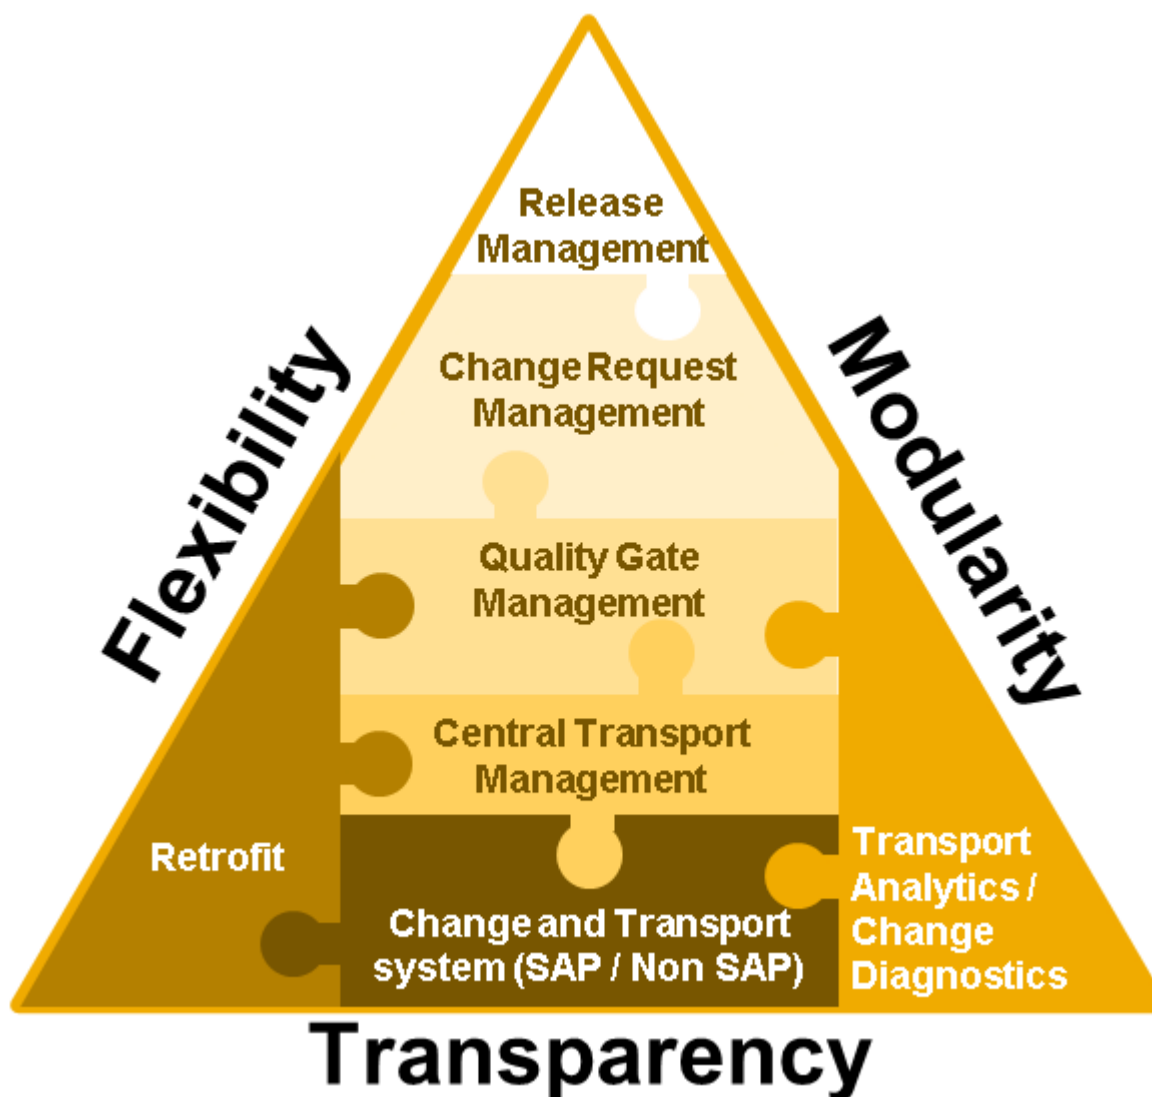 Release
Management
Change Request
Management
Flexibility
Modularity
Quality Gate
Management
Central Transport
Management
Retrofit
Transport
Analytics /
Change
Diagnostics
Change and Transport
system (SAP / Non SAP)
Transparency